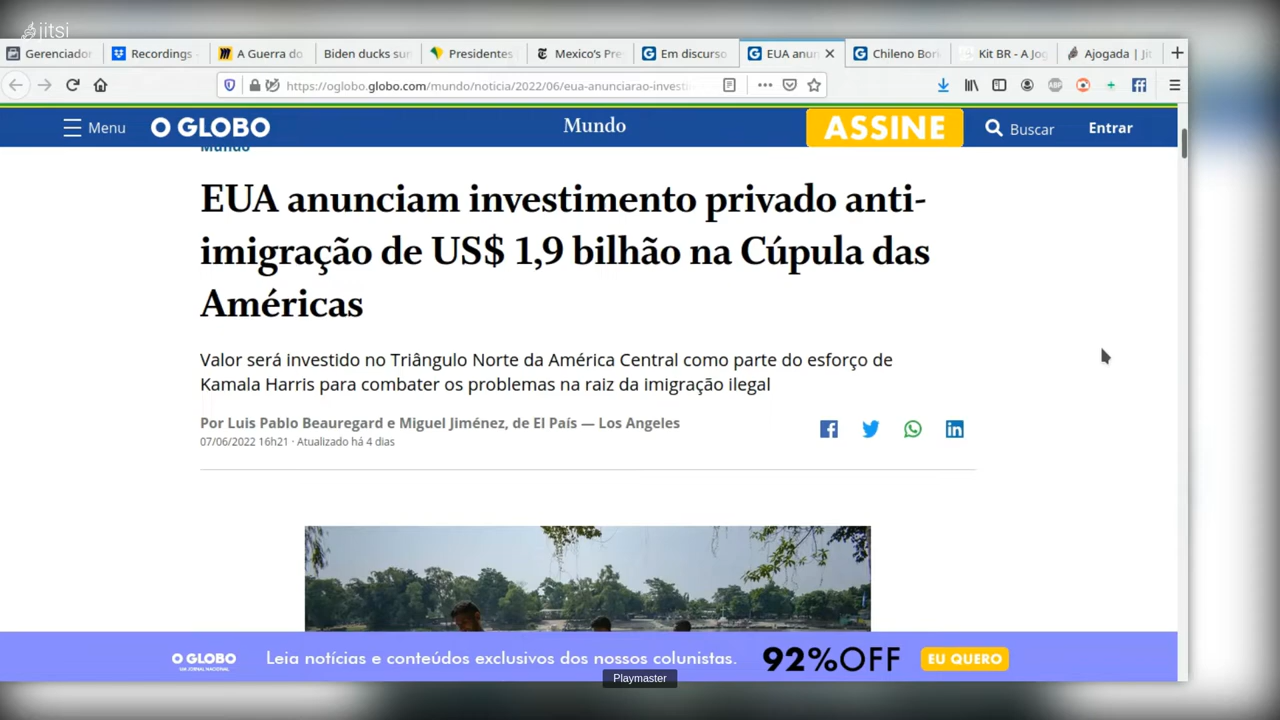 jitsi
Gerenciador
Recordings -
A Guerra do
Biden ducks sum
Presidentes
Mexico's Pre
Em discurso
EUA anun
Chileno Bori
Kit BR - A Jog
Ajogada | Jit
https://oglobo.globo.com/mundo/noticia/2022/06/eua-anunciarao-investi
ABP
Menu
O GLOBO
Mundo
ASSINE
Buscar
Entrar
Mundo
EUA anunciam investimento privado anti-
imigração de US$ 1,9 bilhão na Cúpula das
Américas
Valor será investido no Triângulo Norte da América Central como parte do esforço de
Kamala Harris para combater os problemas na raiz da imigração ilegal
Por Luis Pablo Beauregard e Miguel Jiménez, de El País — Los Angeles
07/06/2022 16h21 · Atualizado há 4 dias
O GLOBO
Leia notícias e conteúdos exclusivos dos nossos colunistas.
92%OFF
EU QUERO
Playmaster